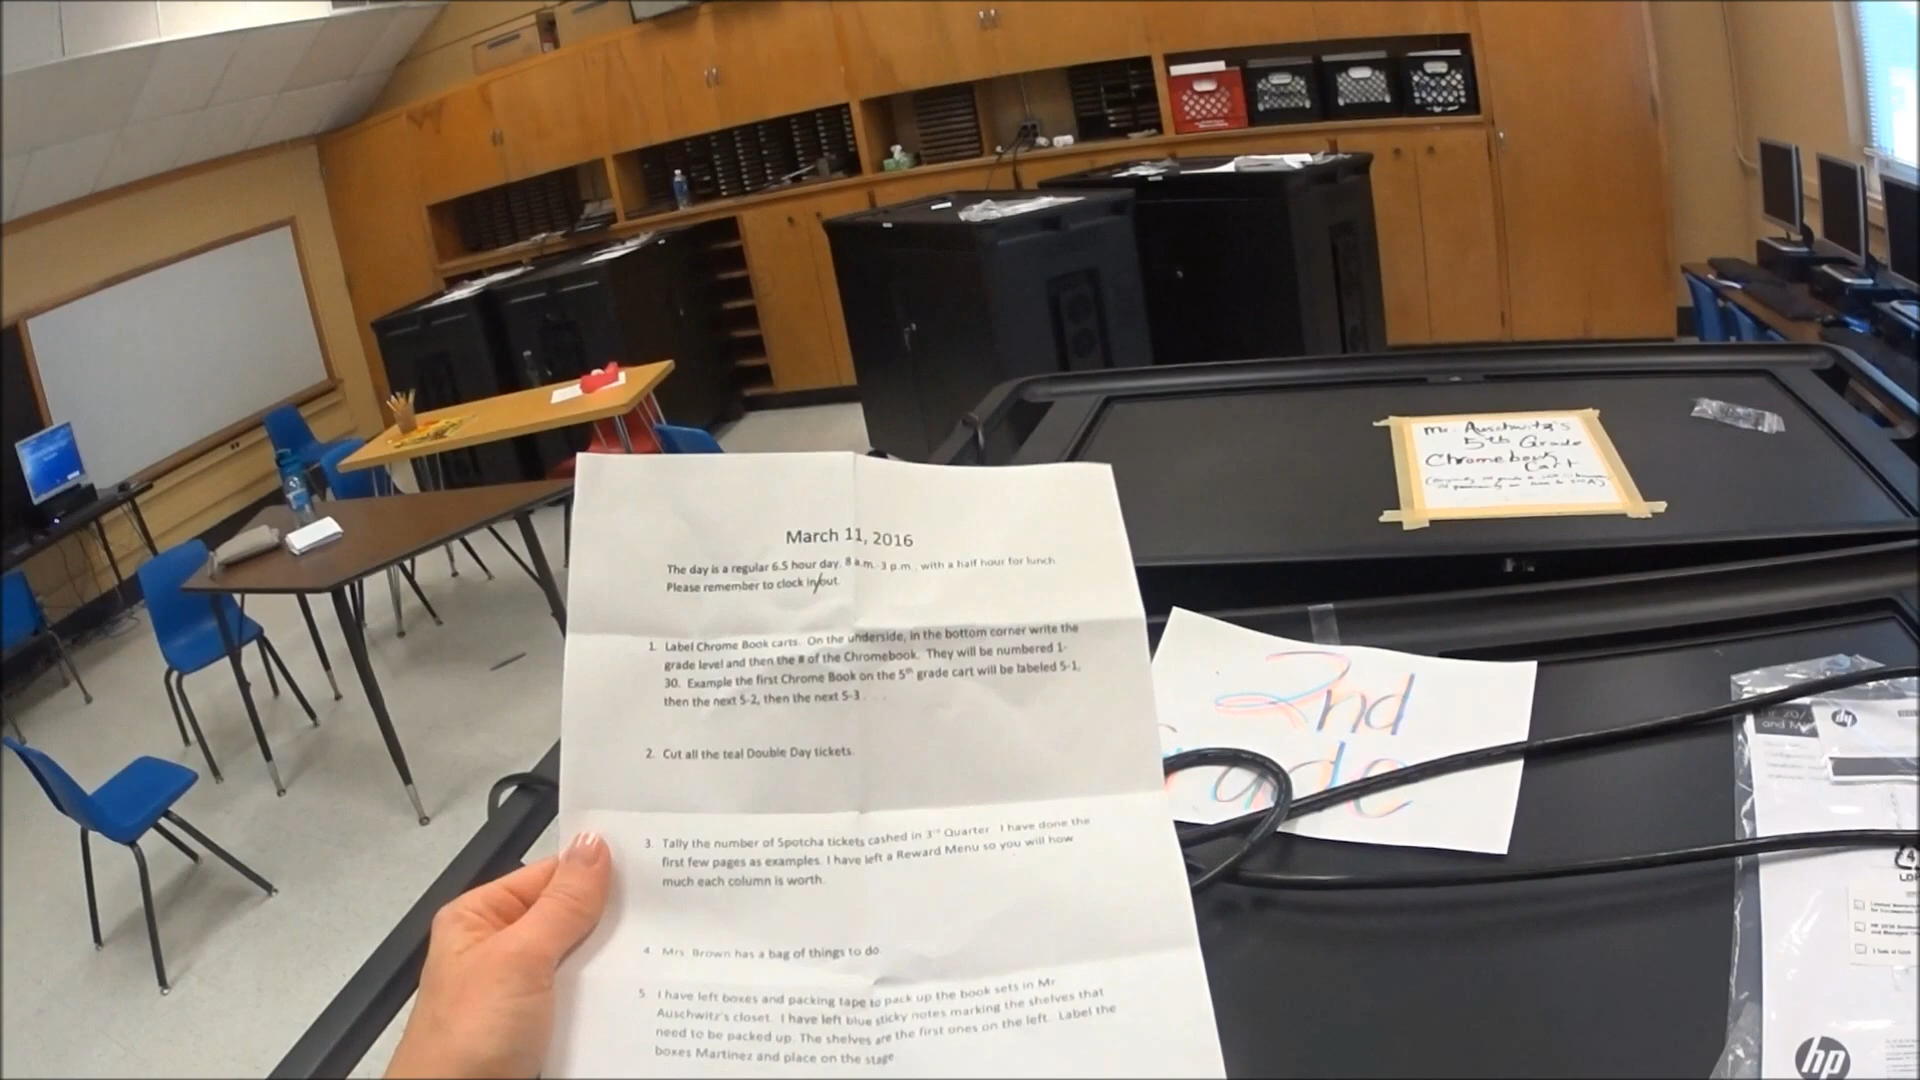 March 11, 2016
The day is a regular 6.5 hour day, 8 a.m.-3 p.m., with a half hour for lunch.
Please remember to clock in/out.
1. Label Chrome Book carts. On the underside, in the bottom corner write the
grade level and then the # of the Chromebook. They will be numbered 1-
30. Example the first Chrome Book on the 5th grade cart will be labeled 5-1,
then the next 5-2, then the next 5-3 . . .
2. Cut all the teal Double Day tickets.
3. Tally the number of Spotcha tickets cashed in 3rd Quarter. I have done the
first few pages as examples. I have left a Reward Menu so you will how
much each column is worth.
4. Mrs. Brown has a bag of things to do.
5. I have left boxes and packing tape to pack up the book sets in Mr
Auschwitz's closet. I have left blue sticky notes marking the shelves that
need to be packed up. The shelves are the first ones on the left. Label the
boxes Martinez and place on the stage
Mr. Auschwitz's
5th Grade
Chromebook
Cart
2nd
Grade
and
hp
hp